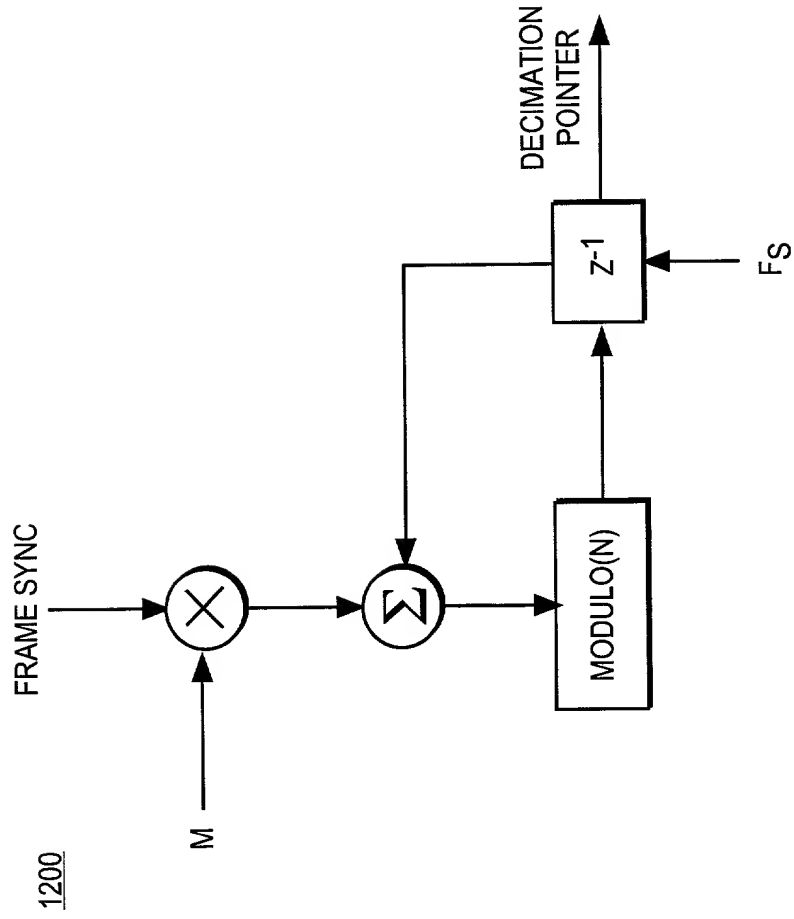 1200
FRAME SYNC
M
Σ
MODULO(N)
Z-1
FS
DECIMATION
POINTER